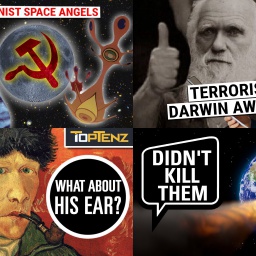 NIST SPACE ANGELS
TERRORIS
DARWIN AW
TOPTENZ
WHAT ABOUT
HIS EAR?
DIDN'T
KILL
THEM